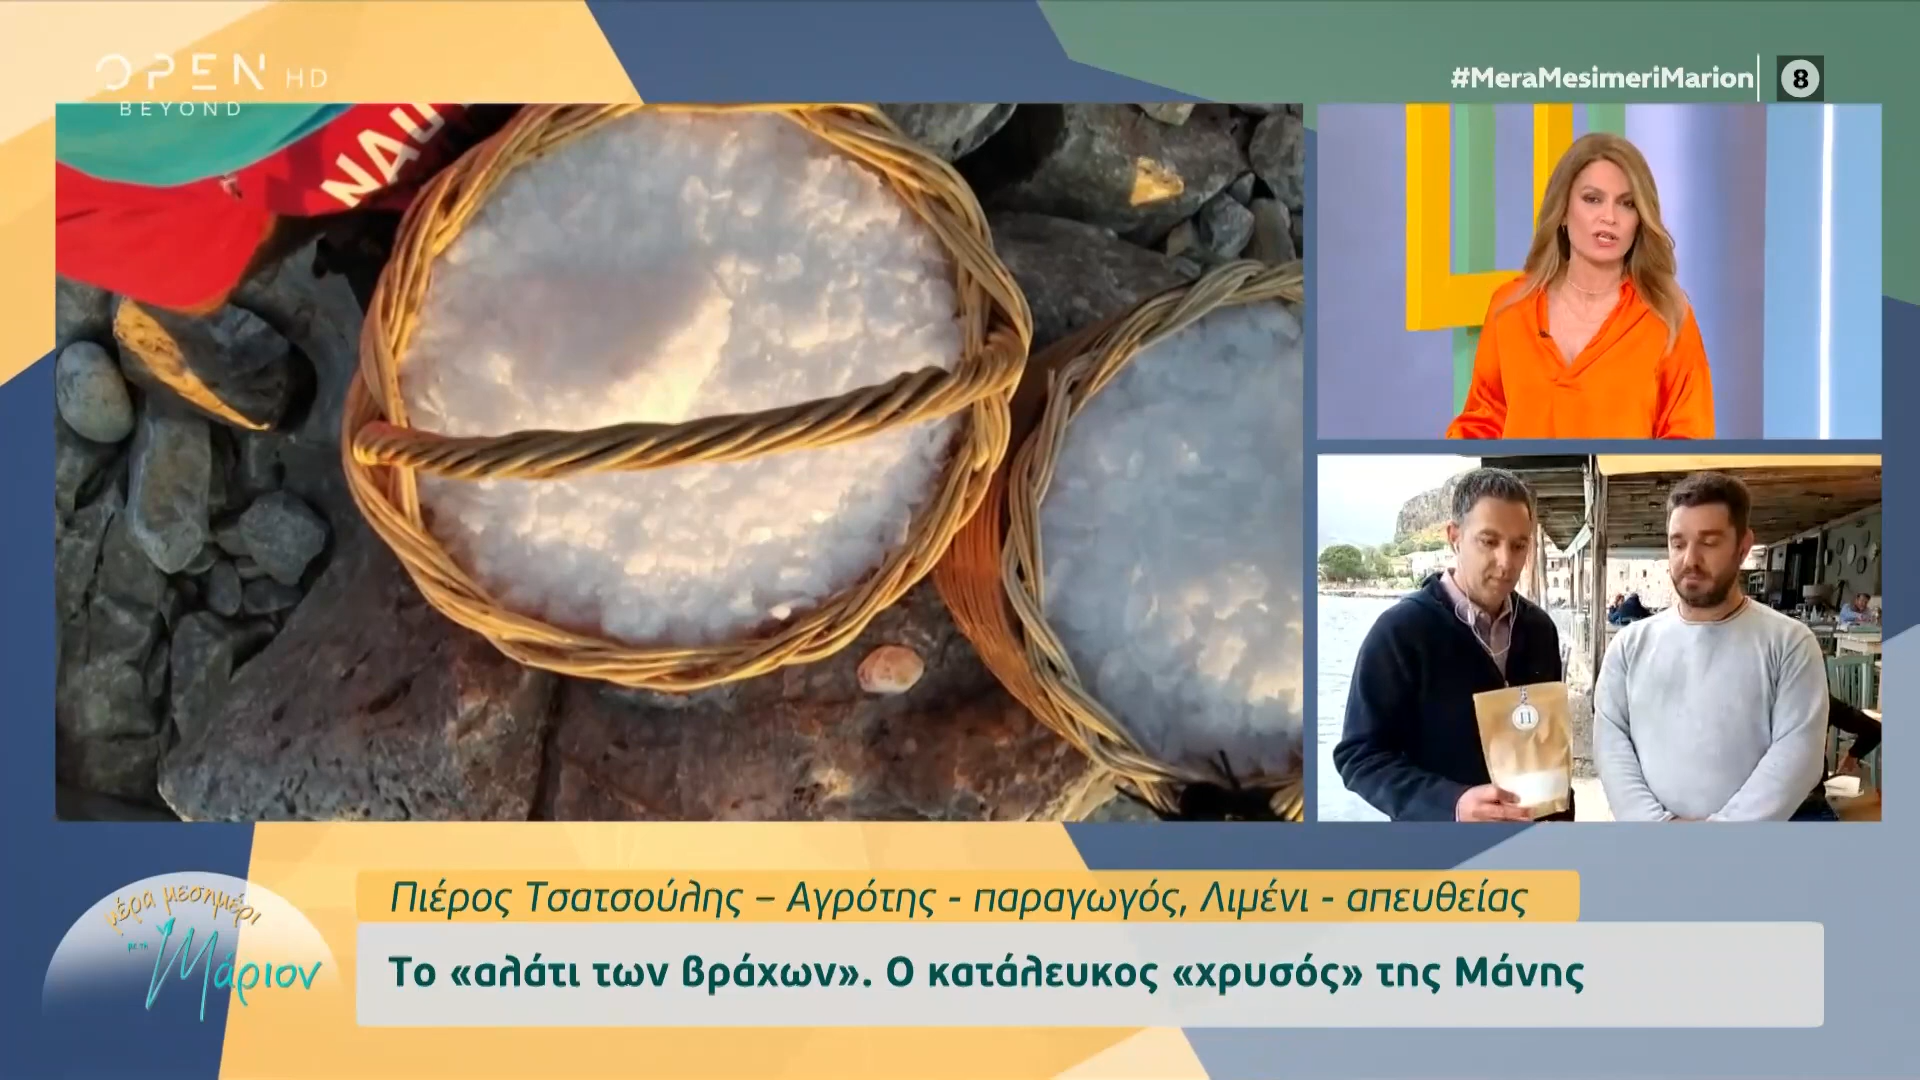 OPEN HD
BEYOND
#MeraMesimeriMarion
8
NAU
11
Πιέρος Τσατσούλης – Αγρότης - παραγωγός, Λιμένι - απευθείας
μέρα μεσημέρι
με τη
Μάριον
Το «αλάτι των βράχων». Ο κατάλευκος «χρυσός» της Μάνης